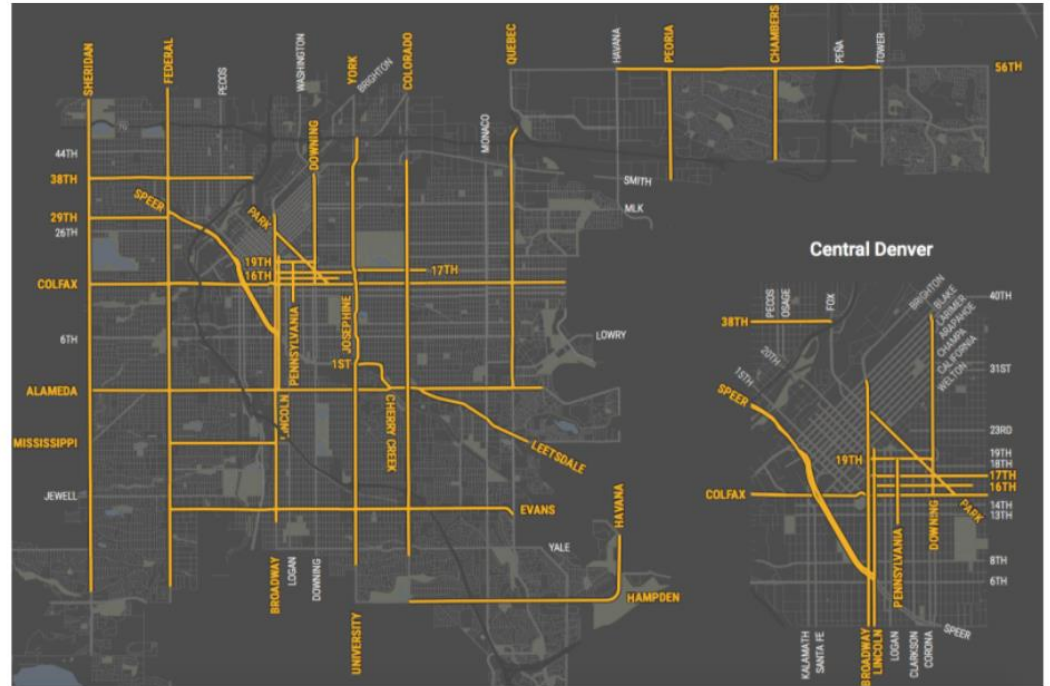 SHERIDAN
FEDERAL
PECOS
WASHINGTON
YORK
BRIGHTON
COLORADO
QUEBEC
HAVANA
PEORIA
CHAMBERS
PEÑA
TOWER
56TH
DOWNING
MONACO
70
44TH
38TH
SMITH
SPEER
PARK
MLK
29TH
26TH
19TH
16TH
17TH
COLFAX
PENNSYLVANIA
JOSEPHINE
6TH
LOWRY
1ST
ALAMEDA
LINCOLN
CHERRY CREEK
MISSISSIPPI
LEETSDALE
JEWELL
EVANS
HAVANA
YALE
BROADWAY
LOGAN
DOWNING
UNIVERSITY
HAMPDEN
Central Denver
PECOS
OSAGE
FOX
BRIGHTON
BLAKE
LARIMER
ARAPAHOE
CHAMPA
CALIFORNIA
WELTON
40TH
38TH
20TH
15TH
31ST
SPEER
23RD
19TH
19TH
18TH
17TH
16TH
COLFAX
PARK
14TH
13TH
DOWNING
PENNSYLVANIA
8TH
6TH
SPEER
KALAMATH
SANTA FE
BROADWAY
LINCOLN
LOGAN
CLARKSON
CORONA